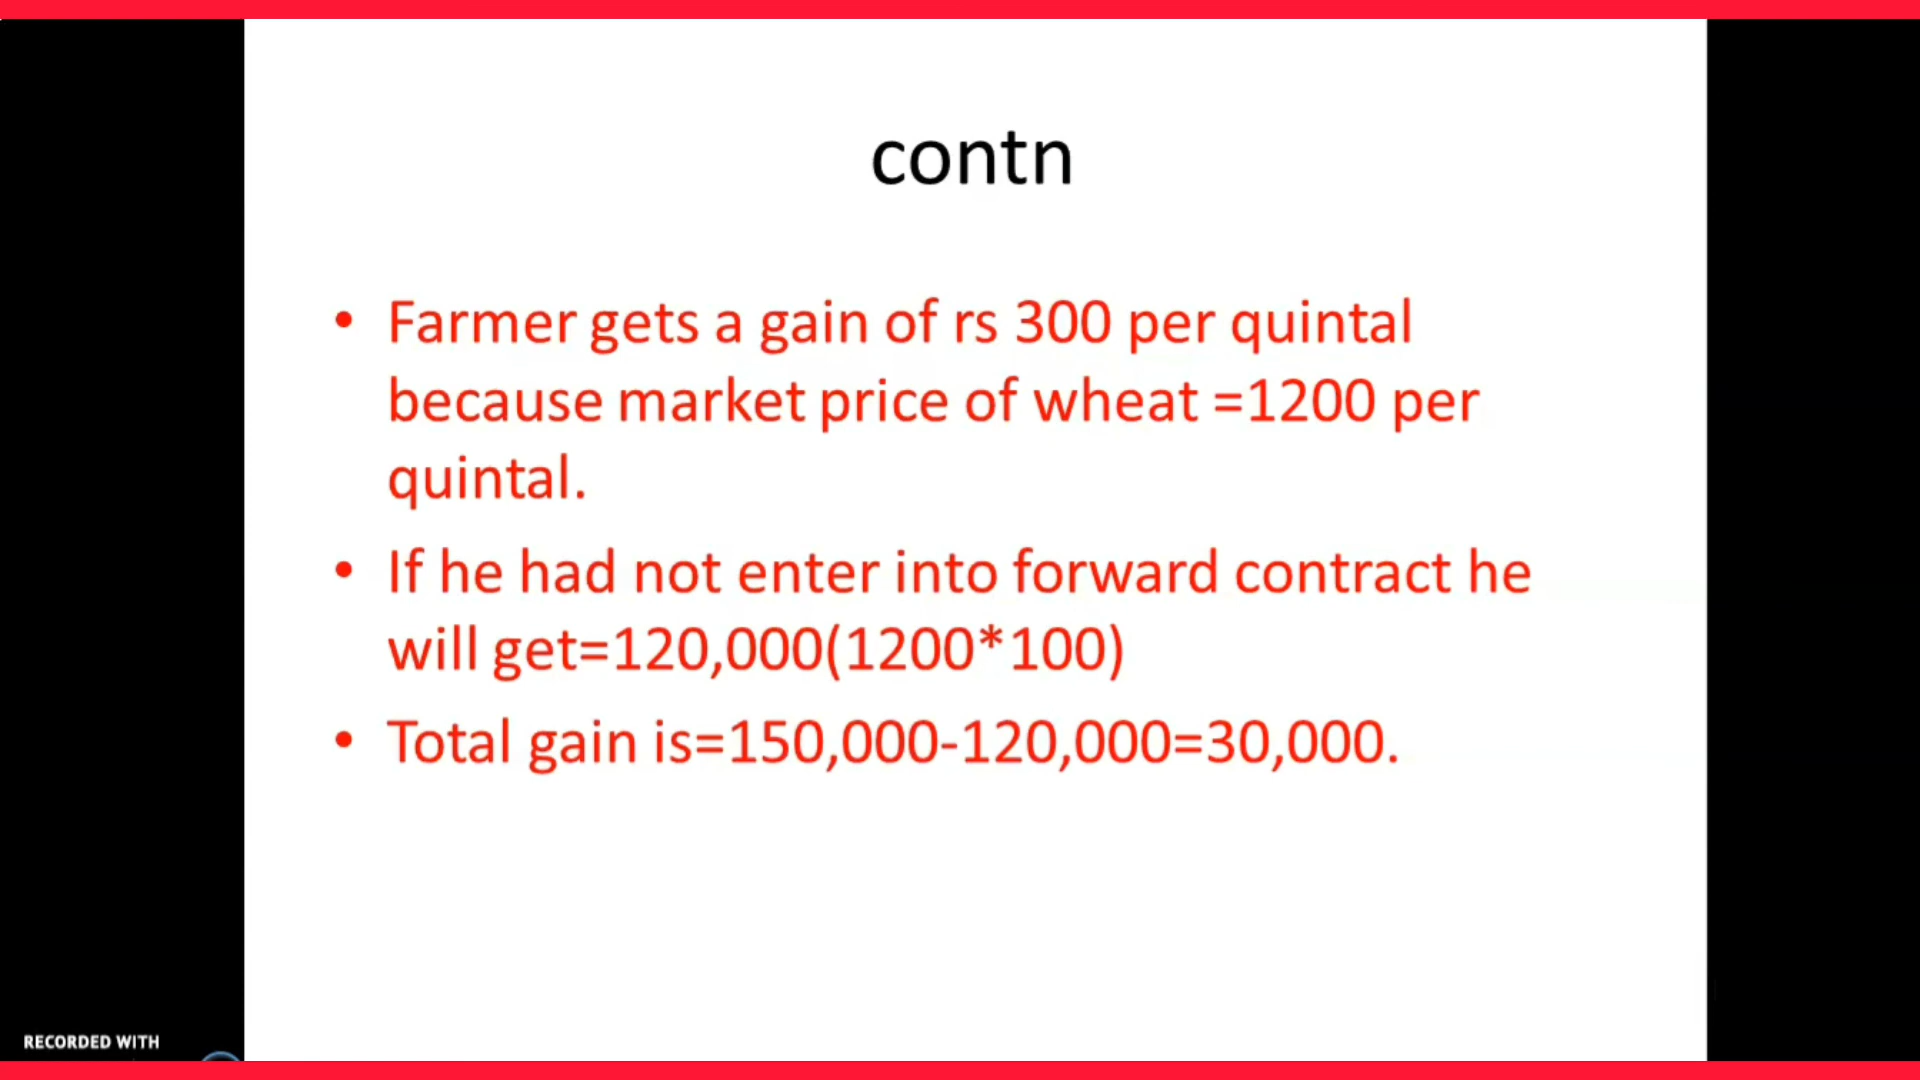 contn
• Farmer gets a gain of rs 300 per quintal
because market price of wheat =1200 per
quintal.
• If he had not enter into forward contract he
will get=120,000(1200*100)
• Total gain is=150,000-120,000=30,000.
RECORDED WITH